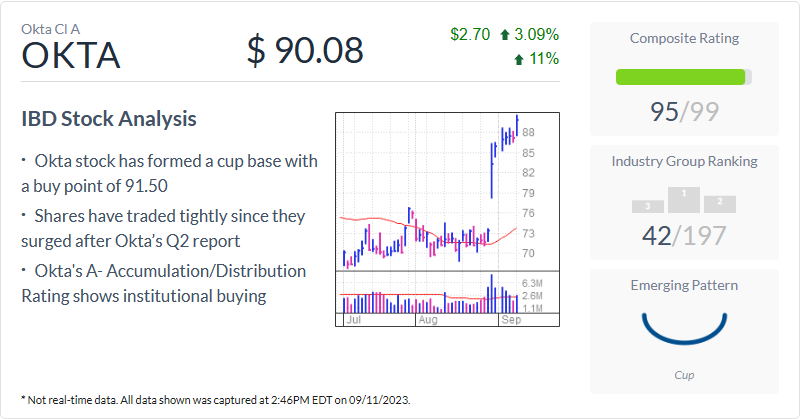 Okta Cl A
OKTA
$ 90.08
$2.70 3.09%
11%
IBD Stock Analysis
· Okta stock has formed a cup base with
a buy point of 91.50
· Shares have traded tightly since they
surged after Okta's Q2 report
· Okta's A- Accumulation/Distribution
Rating shows institutional buying
88
85
82
79
76
73
70
6.3M
2.6M
1.1M
Jul Aug Sep
Composite Rating
95/99
Industry Group Ranking
3 1 2
42/197
Emerging Pattern
Cup
* Not real-time data. All data shown was captured at 2:46PM EDT on 09/11/2023.